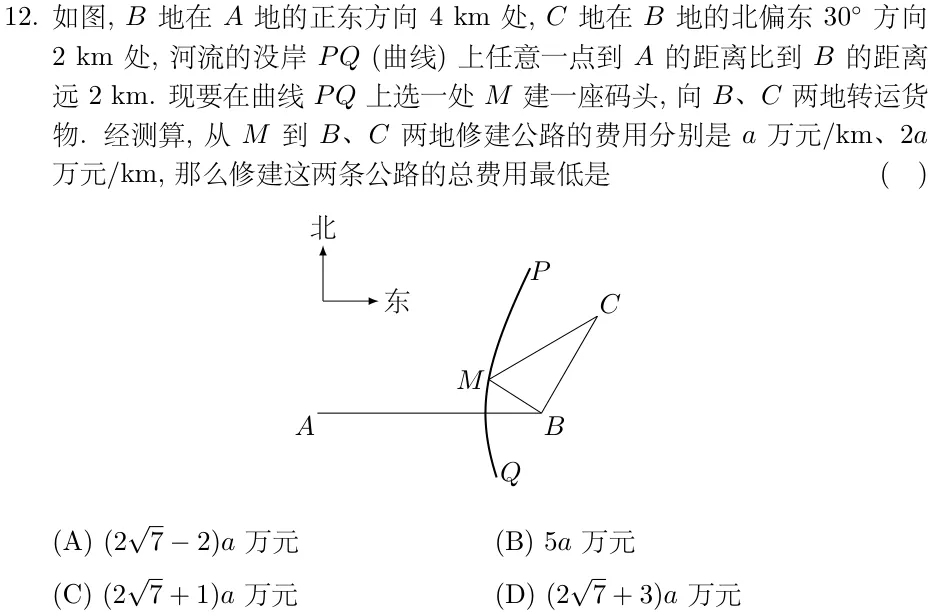 12. 如图, B 地在 A 地的正东方向 4 km 处, C 地在 B 地的北偏东 30° 方向
2 km 处, 河流的没岸 PQ (曲线) 上任意一点到 A 的距离比到 B 的距离
远 2 km. 现要在曲线 PQ 上选一处 M 建一座码头, 向 B、C 两地转运货
物. 经测算, 从 M 到 B、C 两地修建公路的费用分别是 a 万元/km、2a
万元/km, 那么修建这两条公路的总费用最低是 ( )
北
P
东
C
M
A
B
Q
(A) (2√7 − 2)a 万元 (B) 5a 万元
(C) (2√7 + 1)a 万元 (D) (2√7 + 3)a 万元